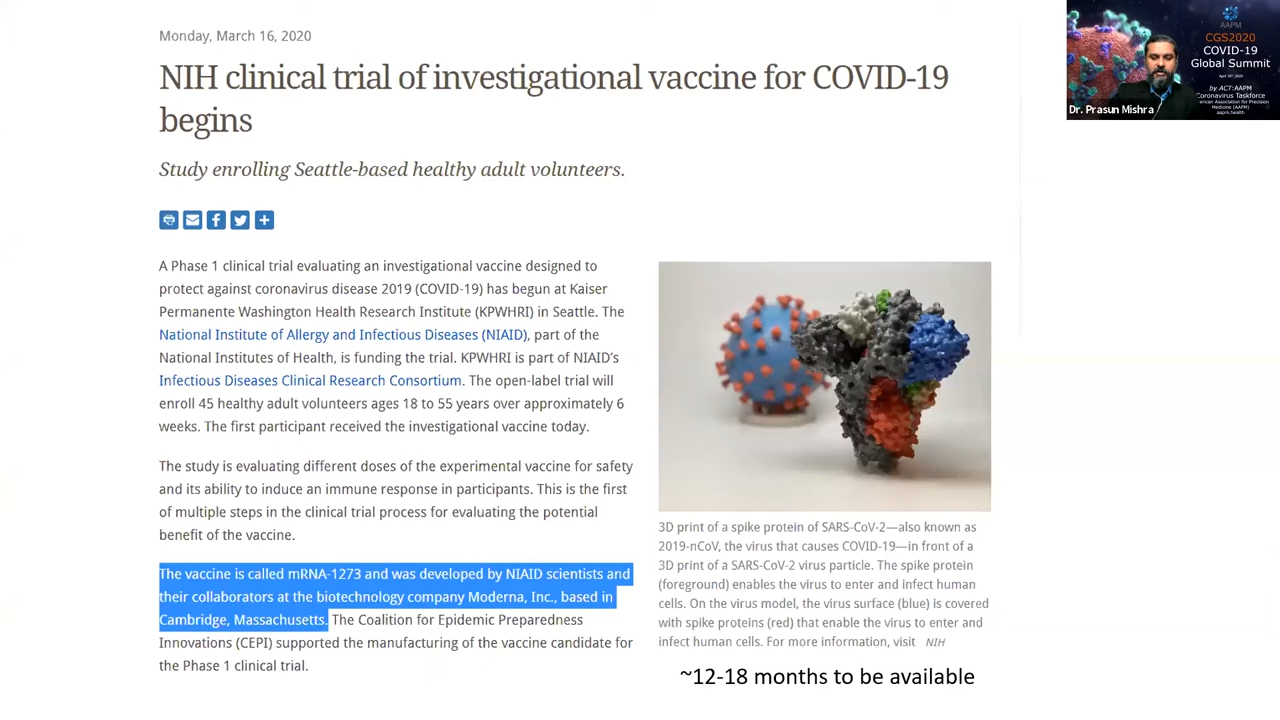 Monday, March 16, 2020
NIH clinical trial of investigational vaccine for COVID-19
begins
Study enrolling Seattle-based healthy adult volunteers.
A Phase 1 clinical trial evaluating an investigational vaccine designed to
protect against coronavirus disease 2019 (COVID-19) has begun at Kaiser
Permanente Washington Health Research Institute (KPWHRI) in Seattle. The
National Institute of Allergy and Infectious Diseases (NIAID), part of the
National Institutes of Health, is funding the trial. KPWHRI is part of NIAID's
Infectious Diseases Clinical Research Consortium. The open-label trial will
enroll 45 healthy adult volunteers ages 18 to 55 years over approximately 6
weeks. The first participant received the investigational vaccine today.
The study is evaluating different doses of the experimental vaccine for safety
and its ability to induce an immune response in participants. This is the first
of multiple steps in the clinical trial process for evaluating the potential
benefit of the vaccine.
The vaccine is called mRNA-1273 and was developed by NIAID scientists and
their collaborators at the biotechnology company Moderna, Inc., based in
Cambridge, Massachusetts. The Coalition for Epidemic Preparedness
Innovations (CEPI) supported the manufacturing of the vaccine candidate for
the Phase 1 clinical trial.
3D print of a spike protein of SARS-CoV-2—also known as
2019-nCoV, the virus that causes COVID-19—in front of a
3D print of a SARS-CoV-2 virus particle. The spike protein
(foreground) enables the virus to enter and infect human
cells. On the virus model, the virus surface (blue) is covered
with spike proteins (red) that enable the virus to enter and
infect human cells. For more information, visit NIH
~12-18 months to be available
AAPM
CGS2020
COVID-19
Global Summit
by ACT:AAPM
Coronavirus Taskforce
Association for Precision
Medicine (AAPM)
aapm.health
Dr. Prasun Mishra